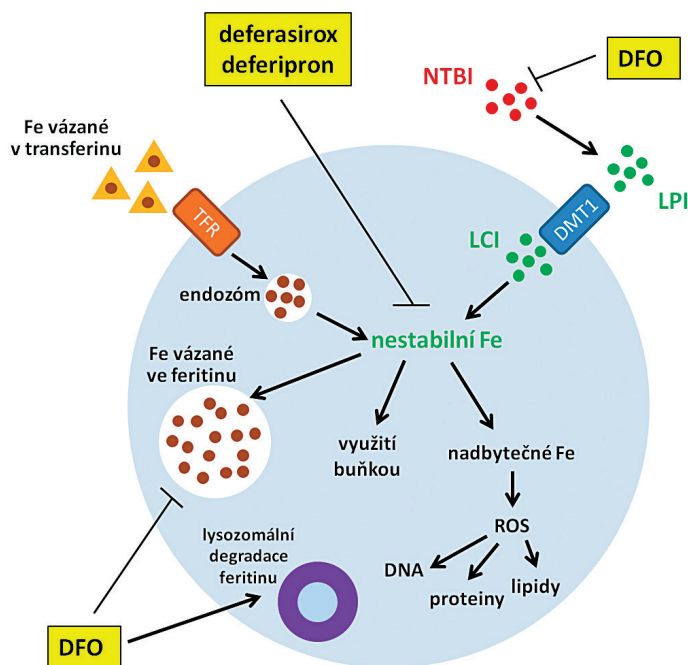 deferasirox
deferipron
DFO
NTBI
Fe vázané
v transferinu
LPI
TFR
DMT1
LCI
endozóm
nestabilní Fe
Fe vázané
ve feritinu
využití
buňkou
nadbytečné Fe
ROS
lysozomální
degradace
feritinu
DNA
proteiny
lipidy
DFO